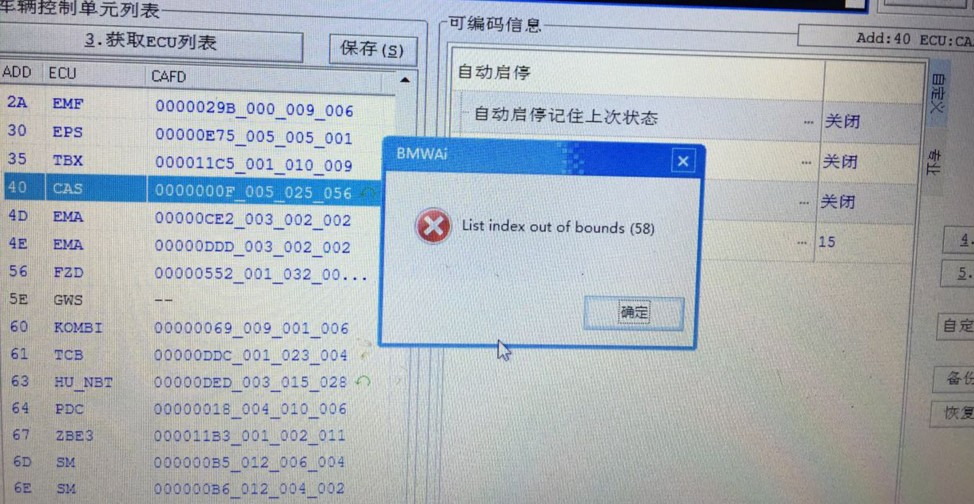 车辆控制单元列表
3.获取ECU列表
保存(S)
ADD ECU CAFD
2A EMF 0000029B_000_009_006
30 EPS 00000E75_005_005_001
35 TBX 000011C5_001_010_009
40 CAS 0000000F_005_025_056
4D EMA 00000CE2_003_002_002
4E EMA 00000DDD_003_002_002
56 FZD 00000552_001_032_00...
5E GWS --
60 KOMBI 00000069_009_001_006
61 TCB 00000DDC_001_023_004
63 HU_NBT 00000DED_003_015_028
64 PDC 00000018_004_010_006
67 ZBE3 000011B3_001_002_011
6D SM 000000B5_012_006_004
6E SM 000000B6_012_004_002
可编码信息
Add:40 ECU:CA
自动启停
自动启停记住上次状态 ... 关闭
... 关闭
... 关闭
... 15
自定义
专业
BMWAi
List index out of bounds (58)
确定
4.
5.
自定
备份
恢复